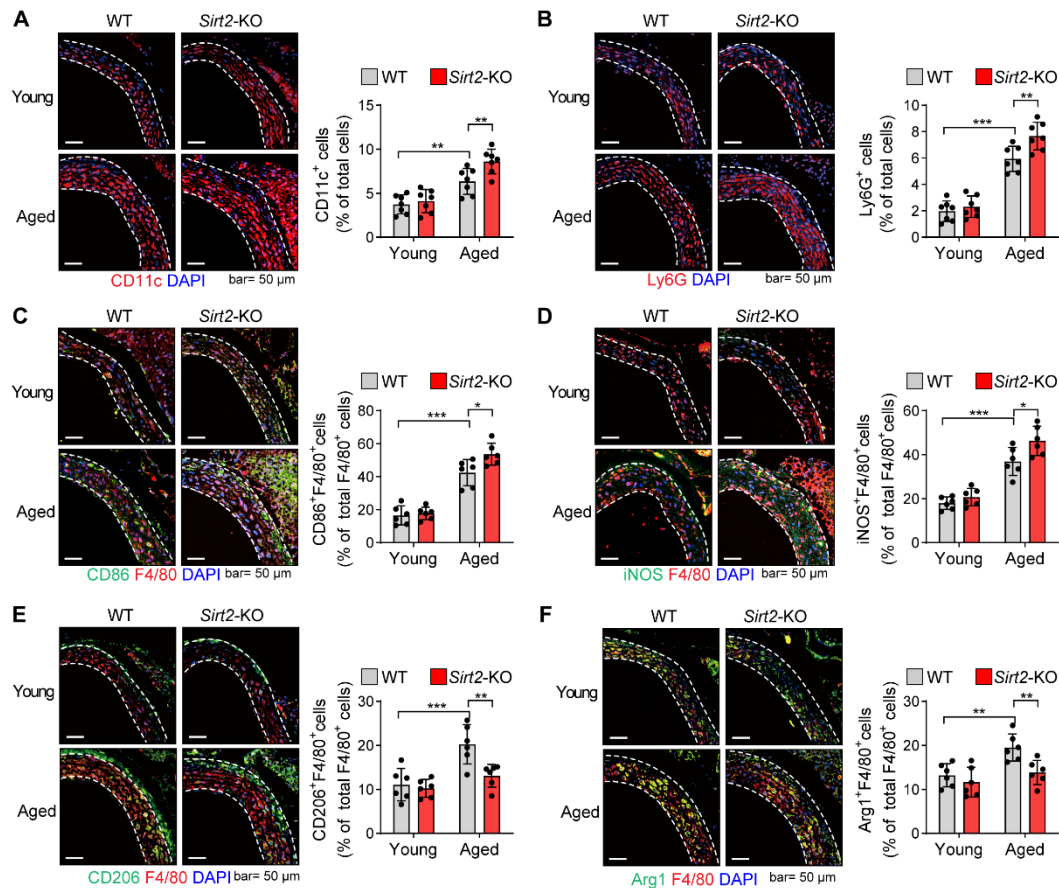 A
WT
Sirt2-KO
Young
Aged
CD11c DAPI
bar= 50 µm
WT
Sirt2-KO
CD11c+ cells
(% of total cells)
15
10
5
0
**
**
Young
Aged
B
WT
Sirt2-KO
Young
Aged
Ly6G DAPI
bar= 50 µm
WT
Sirt2-KO
Ly6G+ cells
(% of total cells)
10
8
6
4
2
0
***
**
Young
Aged
C
WT
Sirt2-KO
Young
Aged
CD86 F4/80 DAPI
bar= 50 µm
WT
Sirt2-KO
CD86+F4/80+cells
(% of total F4/80+ cells)
80
60
40
20
0
***
*
Young
Aged
D
WT
Sirt2-KO
Young
Aged
iNOS F4/80 DAPI
bar= 50 µm
WT
Sirt2-KO
iNOS+F4/80+cells
(% of total F4/80+ cells)
60
40
20
0
***
*
Young
Aged
E
WT
Sirt2-KO
Young
Aged
CD206 F4/80 DAPI
bar= 50 µm
WT
Sirt2-KO
CD206+F4/80+cells
(% of total F4/80+ cells)
30
20
10
0
***
**
Young
Aged
F
WT
Sirt2-KO
Young
Aged
Arg1 F4/80 DAPI
bar= 50 µm
WT
Sirt2-KO
Arg1+F4/80+cells
(% of total F4/80+ cells)
30
20
10
0
**
**
Young
Aged